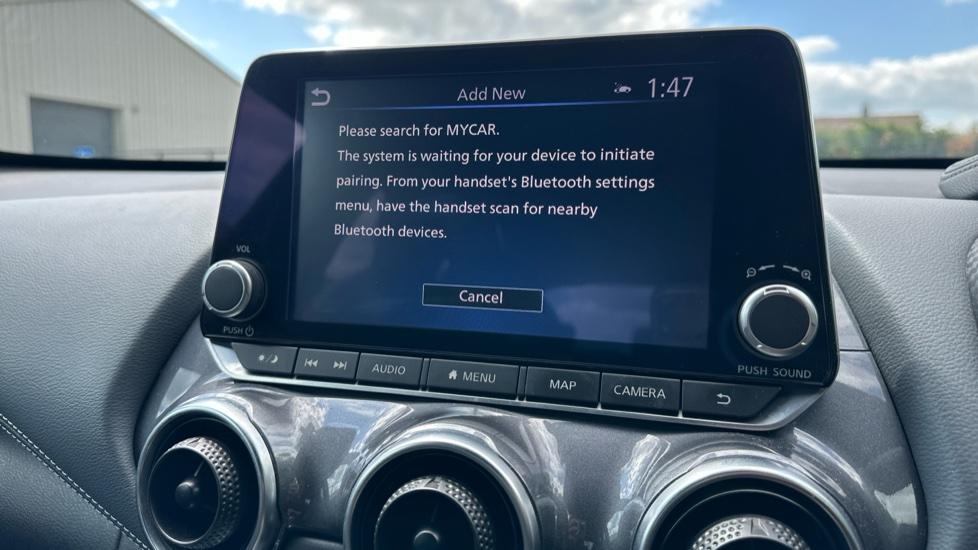 Add New
1:47
Please search for MYCAR.
The system is waiting for your device to initiate
pairing. From your handset's Bluetooth settings
menu, have the handset scan for nearby
Bluetooth devices.
Cancel
VOL
PUSH
PUSH SOUND
AUDIO
MENU
MAP
CAMERA